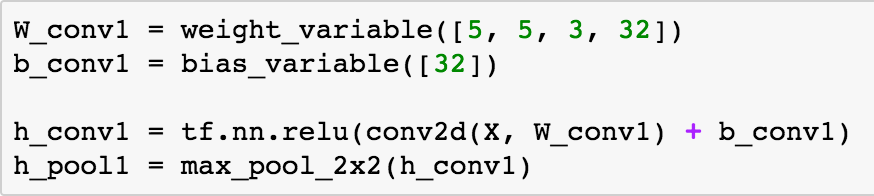 W_conv1 = weight_variable([5, 5, 3, 32])
b_conv1 = bias_variable([32])
h_conv1 = tf.nn.relu(conv2d(X, W_conv1) + b_conv1)
h_pool1 = max_pool_2x2(h_conv1)